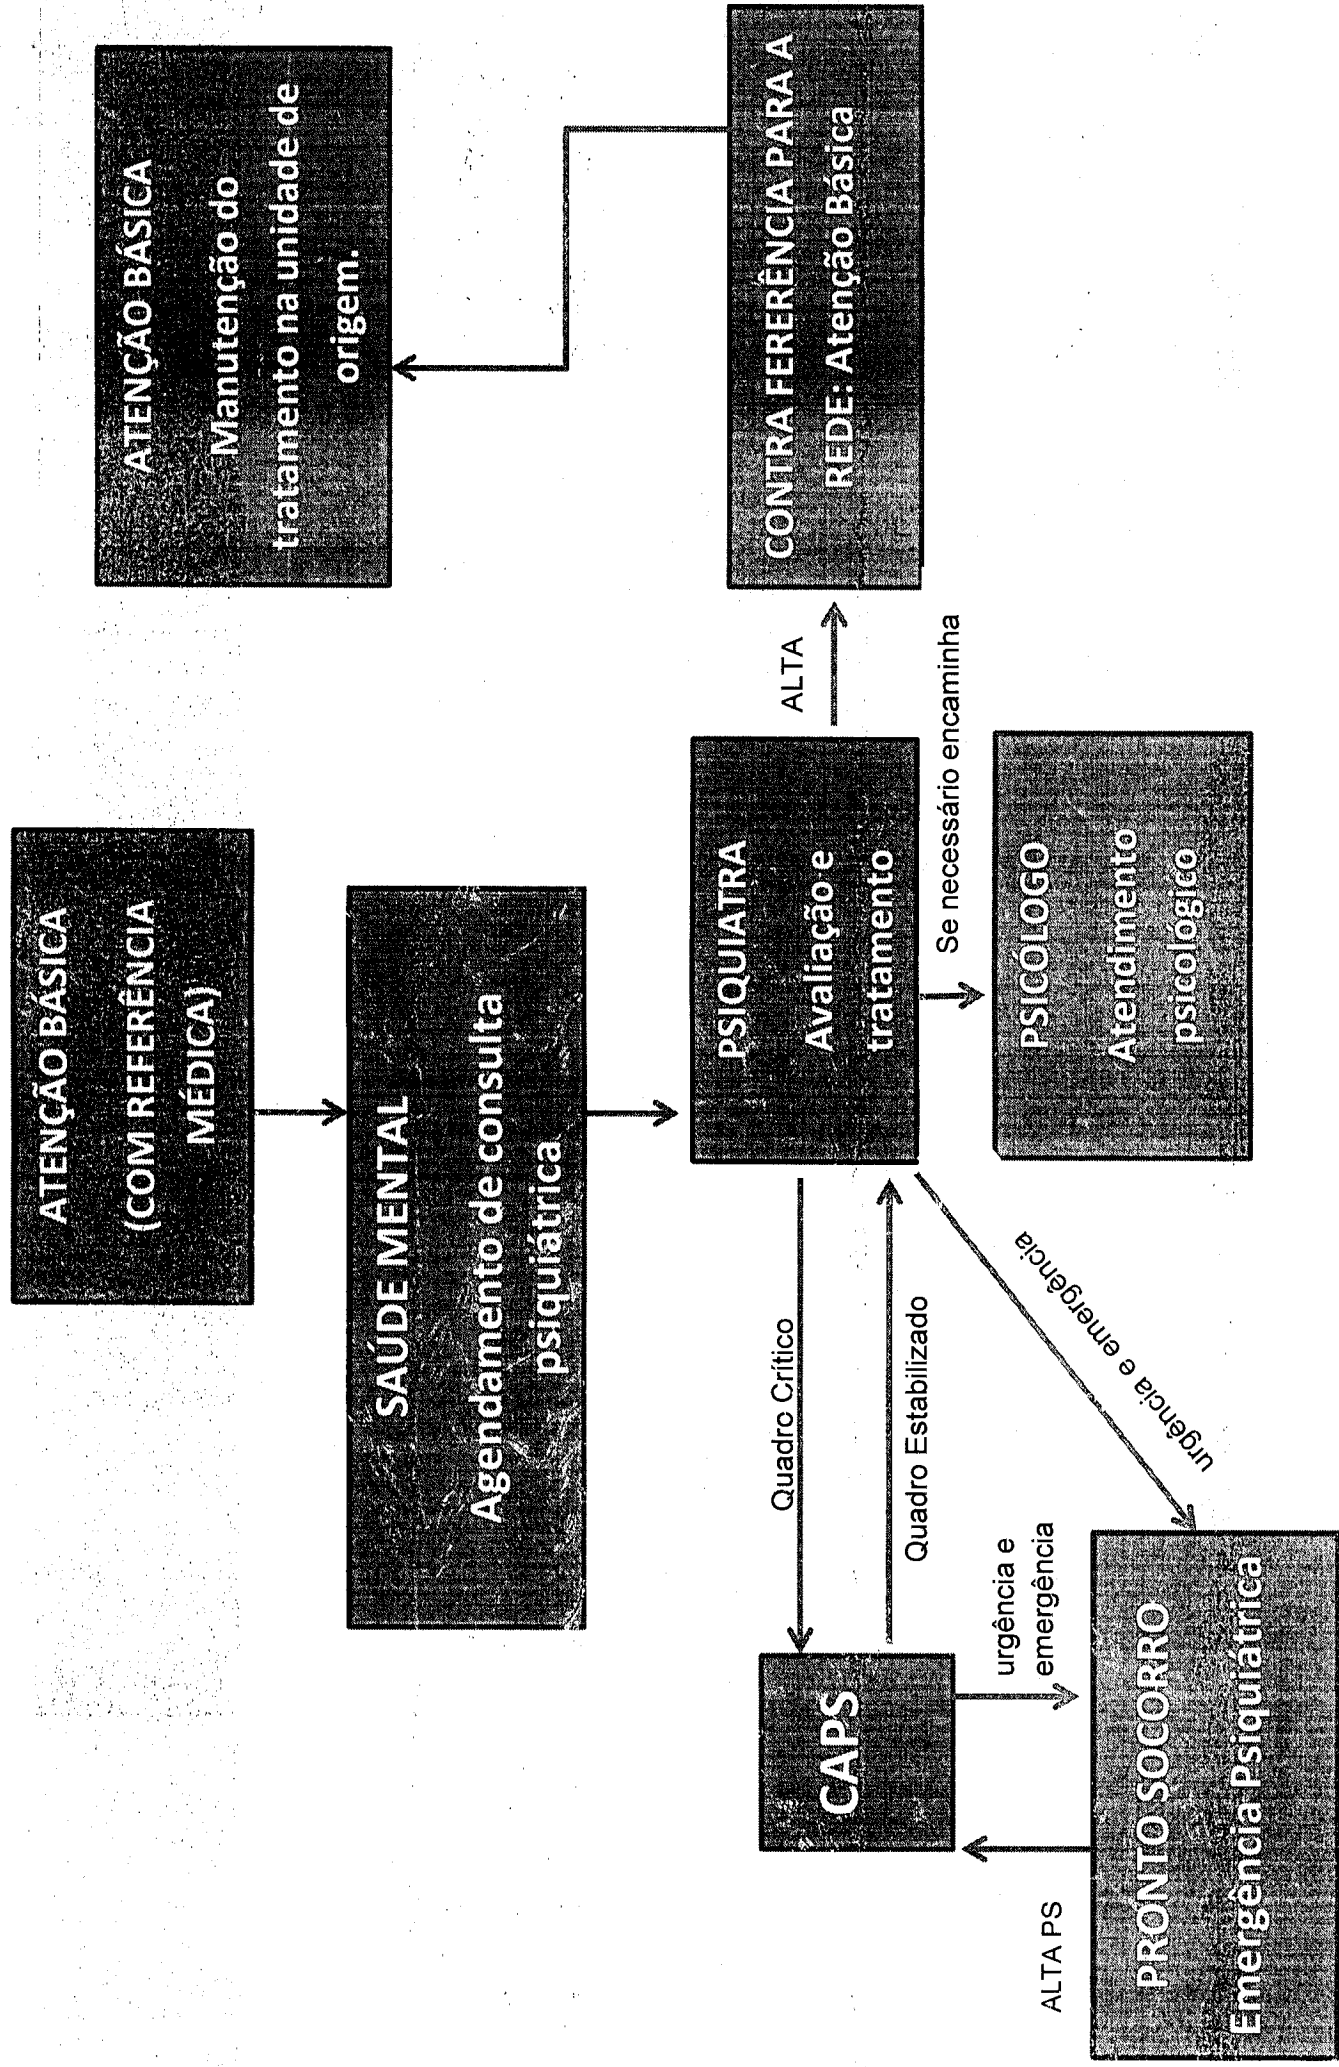 ATENÇÃO BÁSICA
(COM REFERÊNCIA
MÉDICA)
SAÚDE MENTAL
Agendamento de consulta
psiquiátrica
ATENÇÃO BÁSICA
Manutenção do
tratamento na unidade de
origem.
CAPS
Quadro Crítico
Quadro Estabilizado
PSIQUIATRA
Avaliação e
tratamento
ALTA
CONTRA FERERÊNCIA PARA A
REDE: Atenção Básica
ALTA PS
urgência e
emergência
urgência e emergência
Se necessário encaminha
PRONTO SOCORRO
Emergência Psiquiátrica
PSICÓLOGO
Atendimento
psicológico